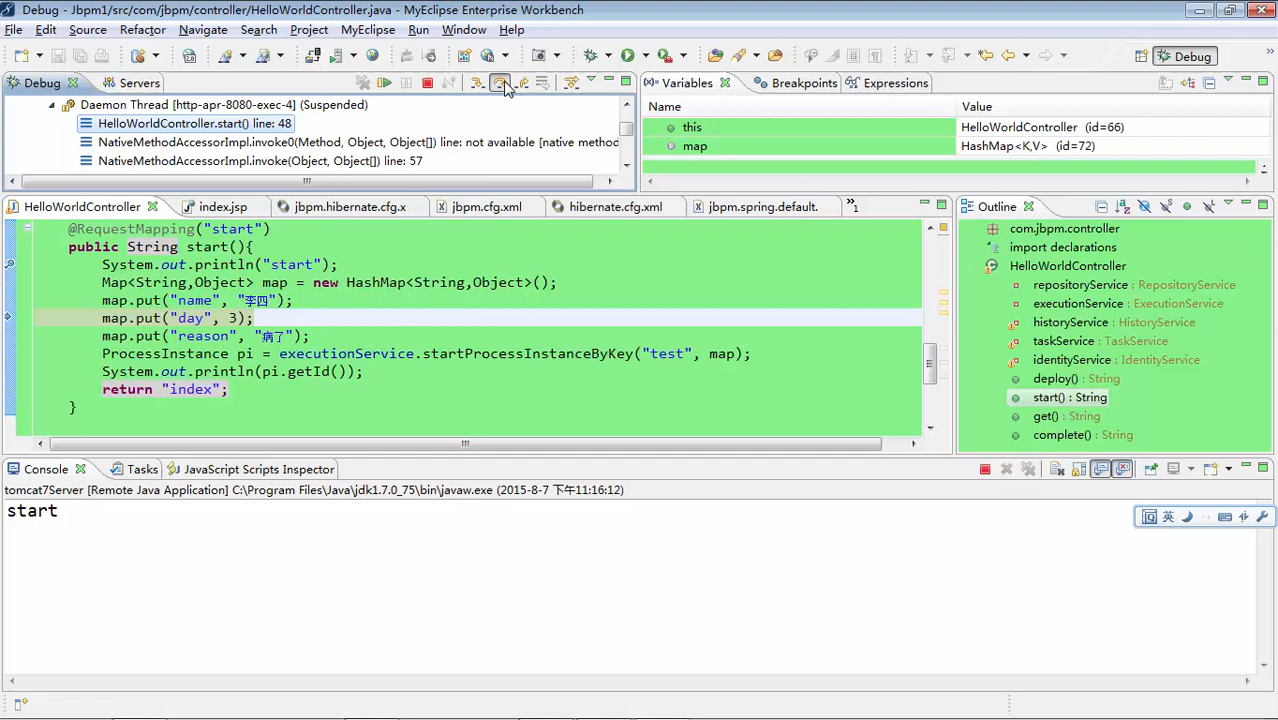 Debug - Jbpm1/src/com/jbpm/controller/HelloWorldController.java - MyEclipse Enterprise Workbench
File Edit Source Refactor Navigate Search Project MyEclipse Run Window Help
Debug
Debug Servers
Daemon Thread [http-apr-8080-exec-4] (Suspended)
HelloWorldController.start() line: 48
NativeMethodAccessorImpl.invoke0(Method, Object, Object[]) line: not available [native metho
NativeMethodAccessorImpl.invoke(Object, Object[]) line: 57
Variables Breakpoints Expressions
Name Value
this HelloWorldController (id=66)
map HashMap<K,V> (id=72)
HelloWorldController index.jsp jbpm.hibernate.cfg.x jbpm.cfg.xml hibernate.cfg.xml jbpm.spring.default. »1
@RequestMapping("start")
public String start(){
System.out.println("start");
Map<String,Object> map = new HashMap<String,Object>();
map.put("name", "李四");
map.put("day", 3);
map.put("reason", "病了");
ProcessInstance pi = executionService.startProcessInstanceByKey("test", map);
System.out.println(pi.getId());
return "index";
}
Outline
com.jbpm.controller
import declarations
HelloWorldController
repositoryService : RepositoryService
executionService : ExecutionService
historyService : HistoryService
taskService : TaskService
identityService : IdentityService
deploy() : String
start() : String
get() : String
complete() : String
Console Tasks JavaScript Scripts Inspector
tomcat7Server [Remote Java Application] C:\Program Files\Java\jdk1.7.0_75\bin\javaw.exe (2015-8-7 下午11:16:12)
start
英